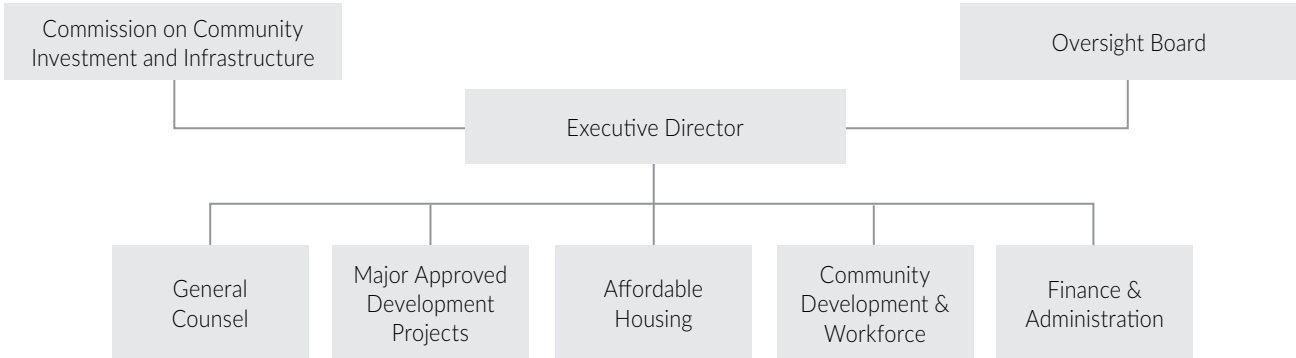 Commission on Community
Investment and Infrastructure
Oversight Board
Executive Director
General
Counsel
Major Approved
Development
Projects
Affordable
Housing
Community
Development &
Workforce
Finance &
Administration